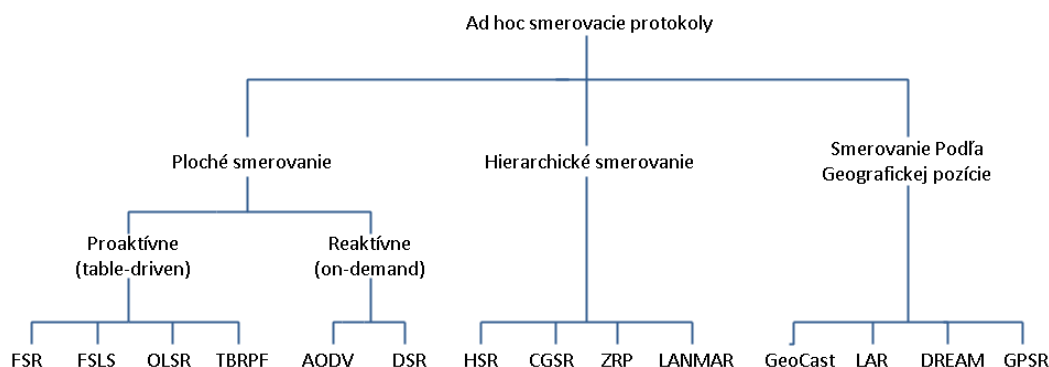 Ad hoc smerovacie protokoly
Ploché smerovanie
Hierarchické smerovanie
Smerovanie Podľa
Geografickej pozície
Proaktívne
(table-driven)
Reaktívne
(on-demand)
FSR FSLS OLSR TBRPF AODV DSR HSR CGSR ZRP LANMAR GeoCast LAR DREAM GPSR